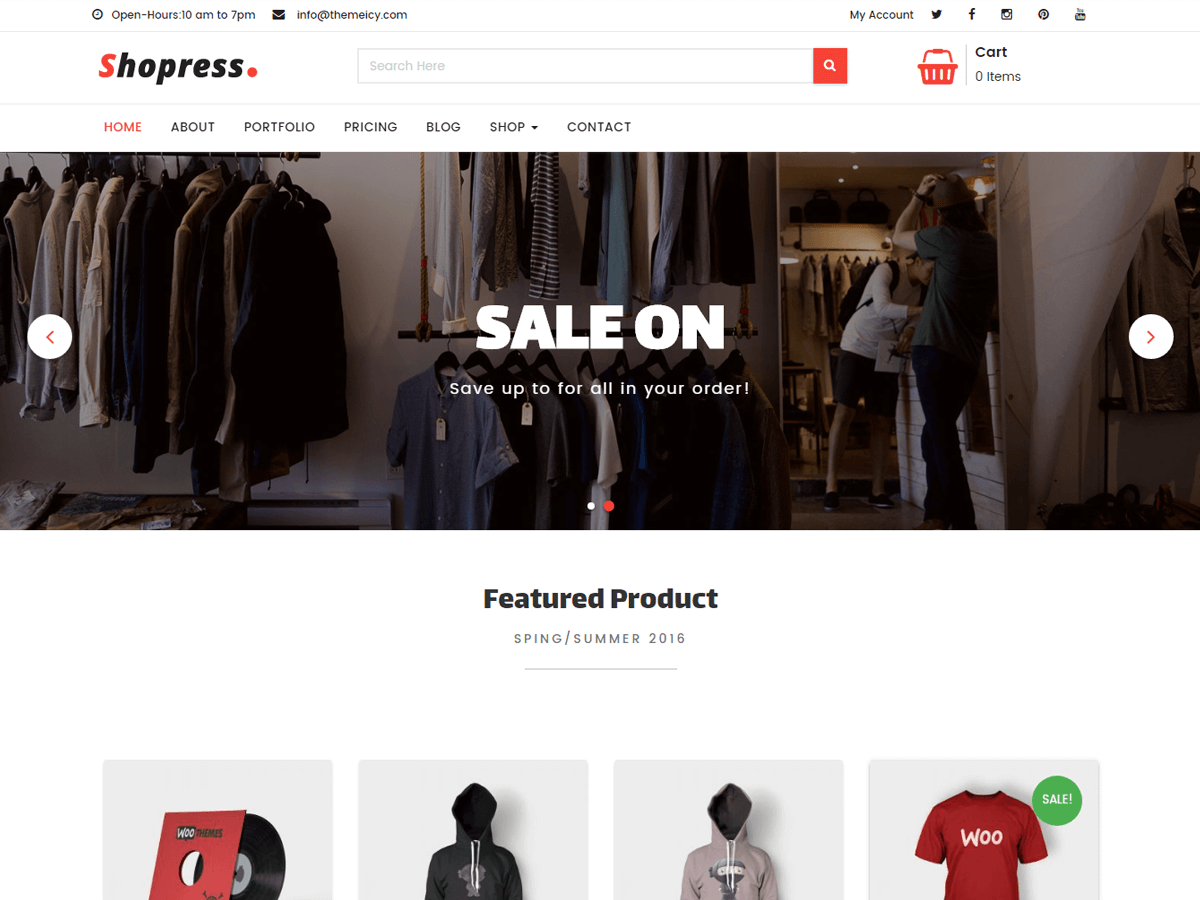 Open-Hours:10 am to 7pm info@themeicy.com My Account
Shopress.
Search Here
Cart
0 Items
HOME ABOUT PORTFOLIO PRICING BLOG SHOP CONTACT
SALE ON
Save up to for all in your order!
Featured Product
SPING/SUMMER 2016
WOOTHEMES
SALE!
WOO